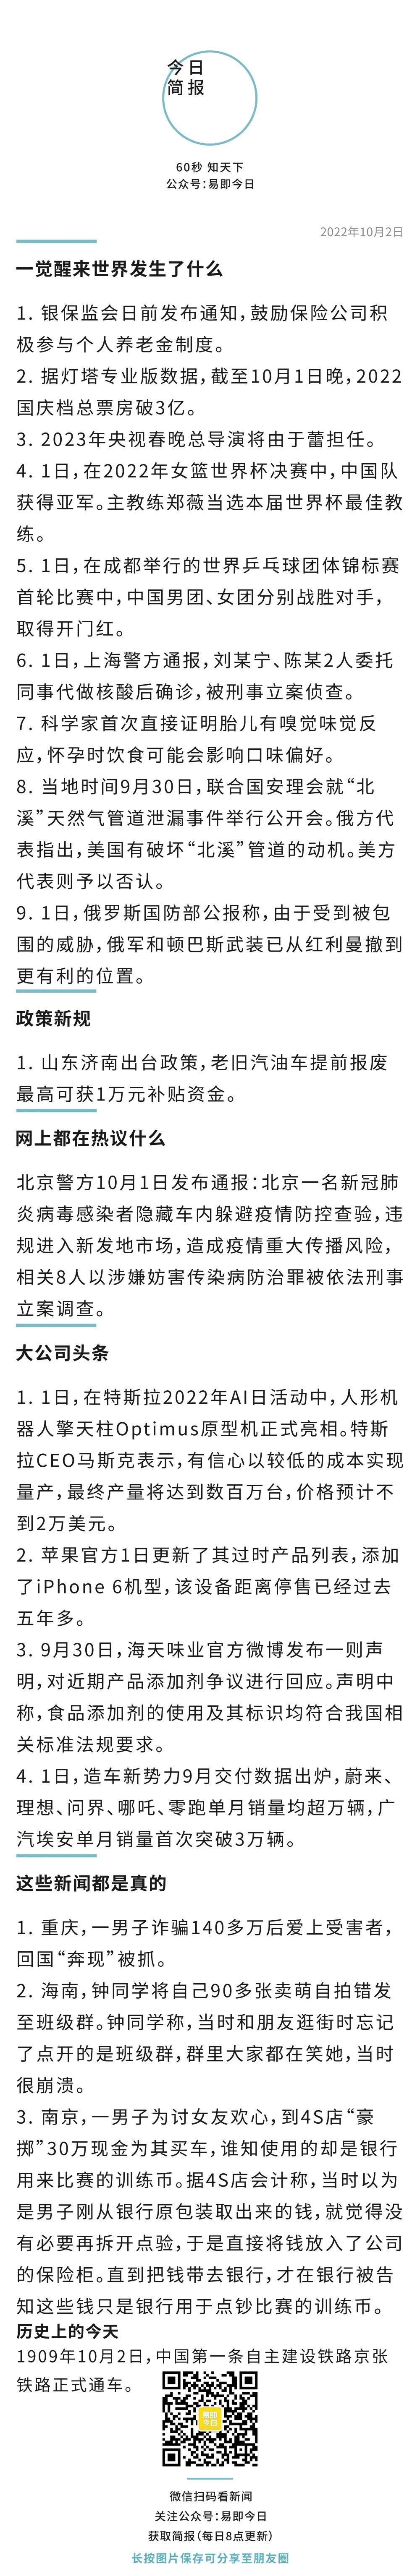 今日
简报
60秒 知天下
公众号：易即今日
2022年10月2日
一觉醒来世界发生了什么
1. 银保监会日前发布通知，鼓励保险公司积
极参与个人养老金制度。
2. 据灯塔专业版数据，截至10月1日晚，2022
国庆档总票房破3亿。
3. 2023年央视春晚总导演将由于蕾担任。
4. 1日，在2022年女篮世界杯决赛中，中国队
获得亚军。主教练郑薇当选本届世界杯最佳教
练。
5. 1日，在成都举行的世界乒乓球团体锦标赛
首轮比赛中，中国男团、女团分别战胜对手，
取得开门红。
6. 1日，上海警方通报，刘某宁、陈某2人委托
同事代做核酸后确诊，被刑事立案侦查。
7. 科学家首次直接证明胎儿有嗅觉味觉反
应，怀孕时饮食可能会影响口味偏好。
8. 当地时间9月30日，联合国安理会就“北
溪”天然气管道泄漏事件举行公开会。俄方代
表指出，美国有破坏“北溪”管道的动机。美方
代表则予以否认。
9. 1日，俄罗斯国防部公报称，由于受到被包
围的威胁，俄军和顿巴斯武装已从红利曼撤到
更有利的位置。
政策新规
1. 山东济南出台政策，老旧汽油车提前报废
最高可获1万元补贴资金。
网上都在热议什么
北京警方10月1日发布通报：北京一名新冠肺
炎病毒感染者隐藏车内躲避疫情防控查验，违
规进入新发地市场，造成疫情重大传播风险，
相关8人以涉嫌妨害传染病防治罪被依法刑事
立案调查。
大公司头条
1. 1日，在特斯拉2022年AI日活动中，人形机
器人擎天柱Optimus原型机正式亮相。特斯
拉CEO马斯克表示，有信心以较低的成本实现
量产，最终产量将达到数百万台，价格预计不
到2万美元。
2. 苹果官方1日更新了其过时产品列表，添加
了iPhone 6机型，该设备距离停售已经过去
五年多。
3. 9月30日，海天味业官方微博发布一则声
明，对近期产品添加剂争议进行回应。声明中
称，食品添加剂的使用及其标识均符合我国相
关标准法规要求。
4. 1日，造车新势力9月交付数据出炉，蔚来、
理想、问界、哪吒、零跑单月销量均超万辆，广
汽埃安单月销量首次突破3万辆。
这些新闻都是真的
1. 重庆，一男子诈骗140多万后爱上受害者，
回国“奔现”被抓。
2. 海南，钟同学将自己90多张卖萌自拍错发
至班级群。钟同学称，当时和朋友逛街时忘记
了点开的是班级群，群里大家都在笑她，当时
很崩溃。
3. 南京，一男子为讨女友欢心，到4S店“豪
掷”30万现金为其买车，谁知使用的却是银行
用来比赛的训练币。据4S店会计称，当时以为
是男子刚从银行原包装取出来的钱，就觉得没
有必要再拆开点验，于是直接将钱放入了公司
的保险柜。直到把钱带去银行，才在银行被告
知这些钱只是银行用于点钞比赛的训练币。
历史上的今天
1909年10月2日，中国第一条自主建设铁路京张
铁路正式通车。
易即
今日
微信扫码看新闻
关注公众号：易即今日
获取简报（每日8点更新）
长按图片保存可分享至朋友圈